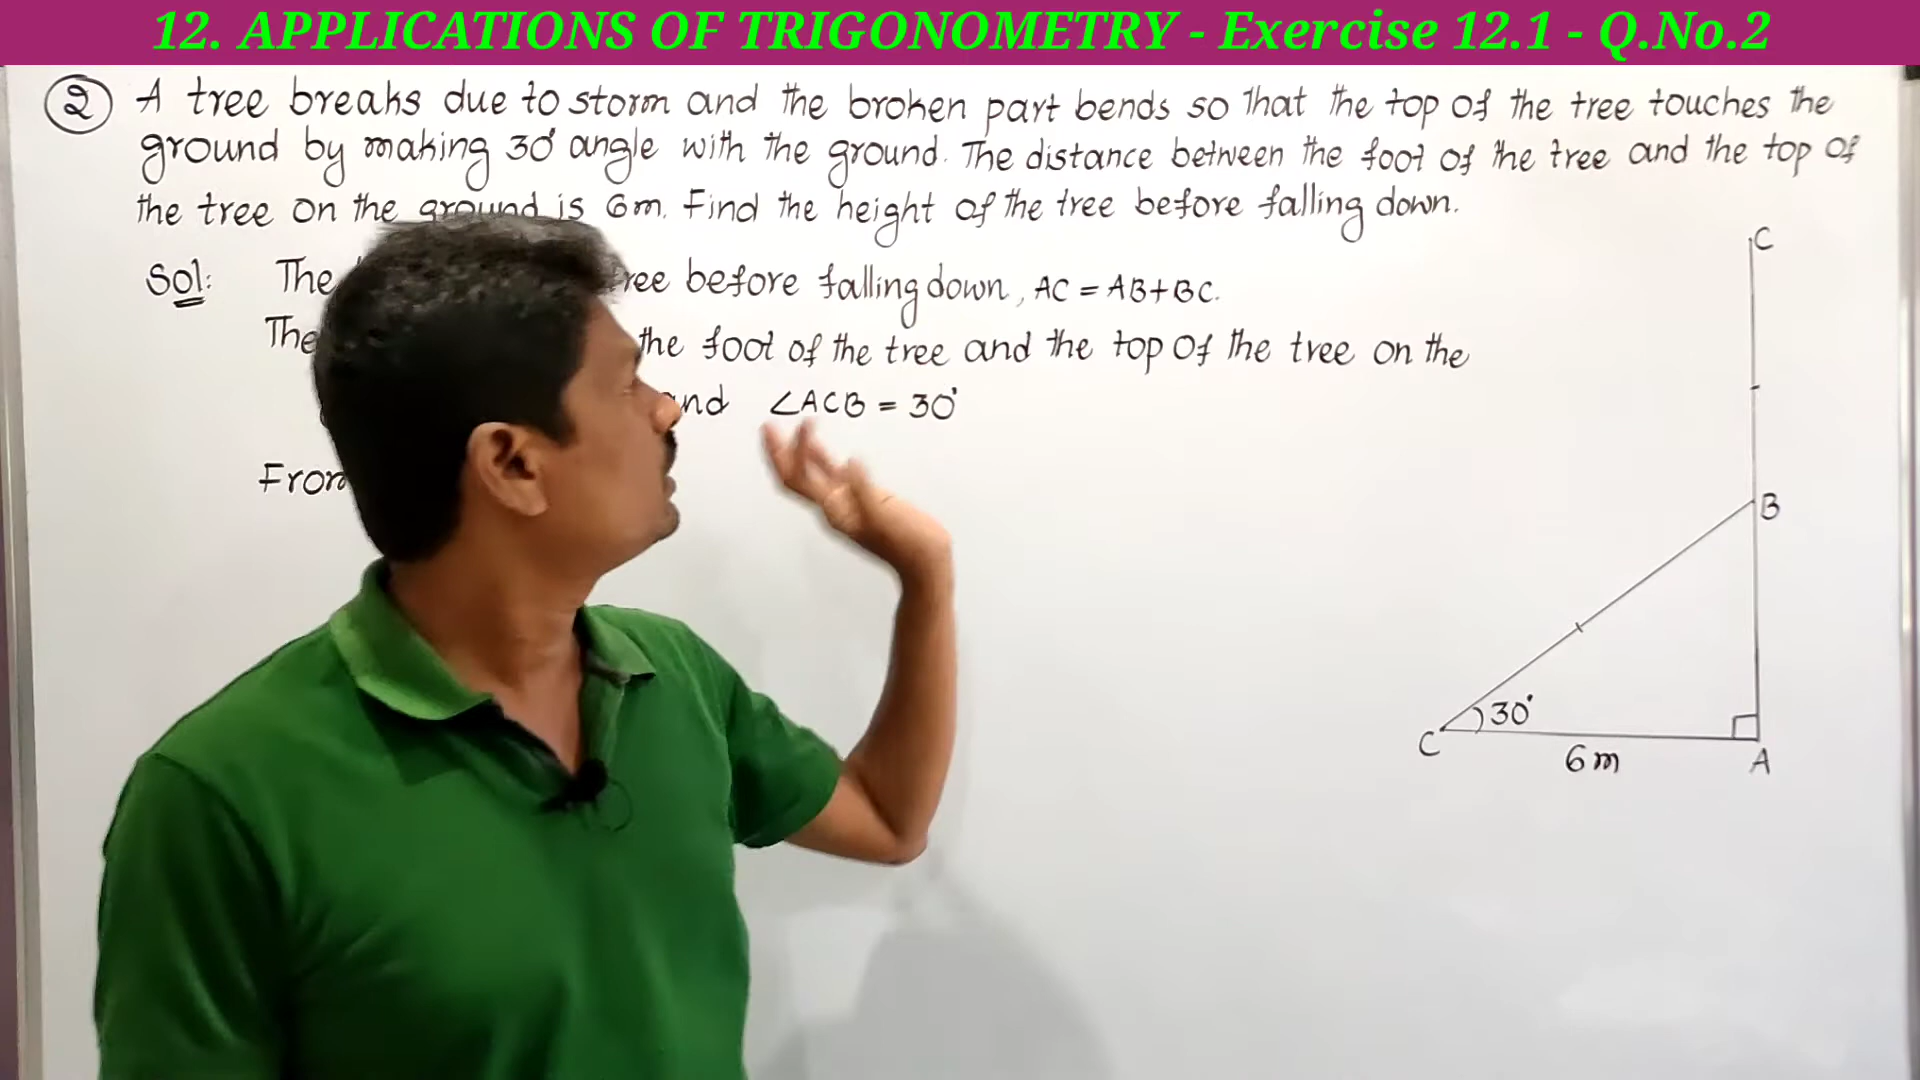 12. APPLICATIONS OF TRIGONOMETRY - Exercise 12.1 - Q.No.2
2 A tree breaks due to storm and the broken part bends so that the top of the tree touches the
ground by making 30° angle with the ground. The distance between the foot of the tree and the top of
the tree on the ground is 6m. Find the height of the tree before falling down.
Sol: The tree before falling down, AC = AB+BC.
The the foot of the tree and the top of the tree on the
and ∠ACB = 30°
From
C
B
30°
C
6 m
A